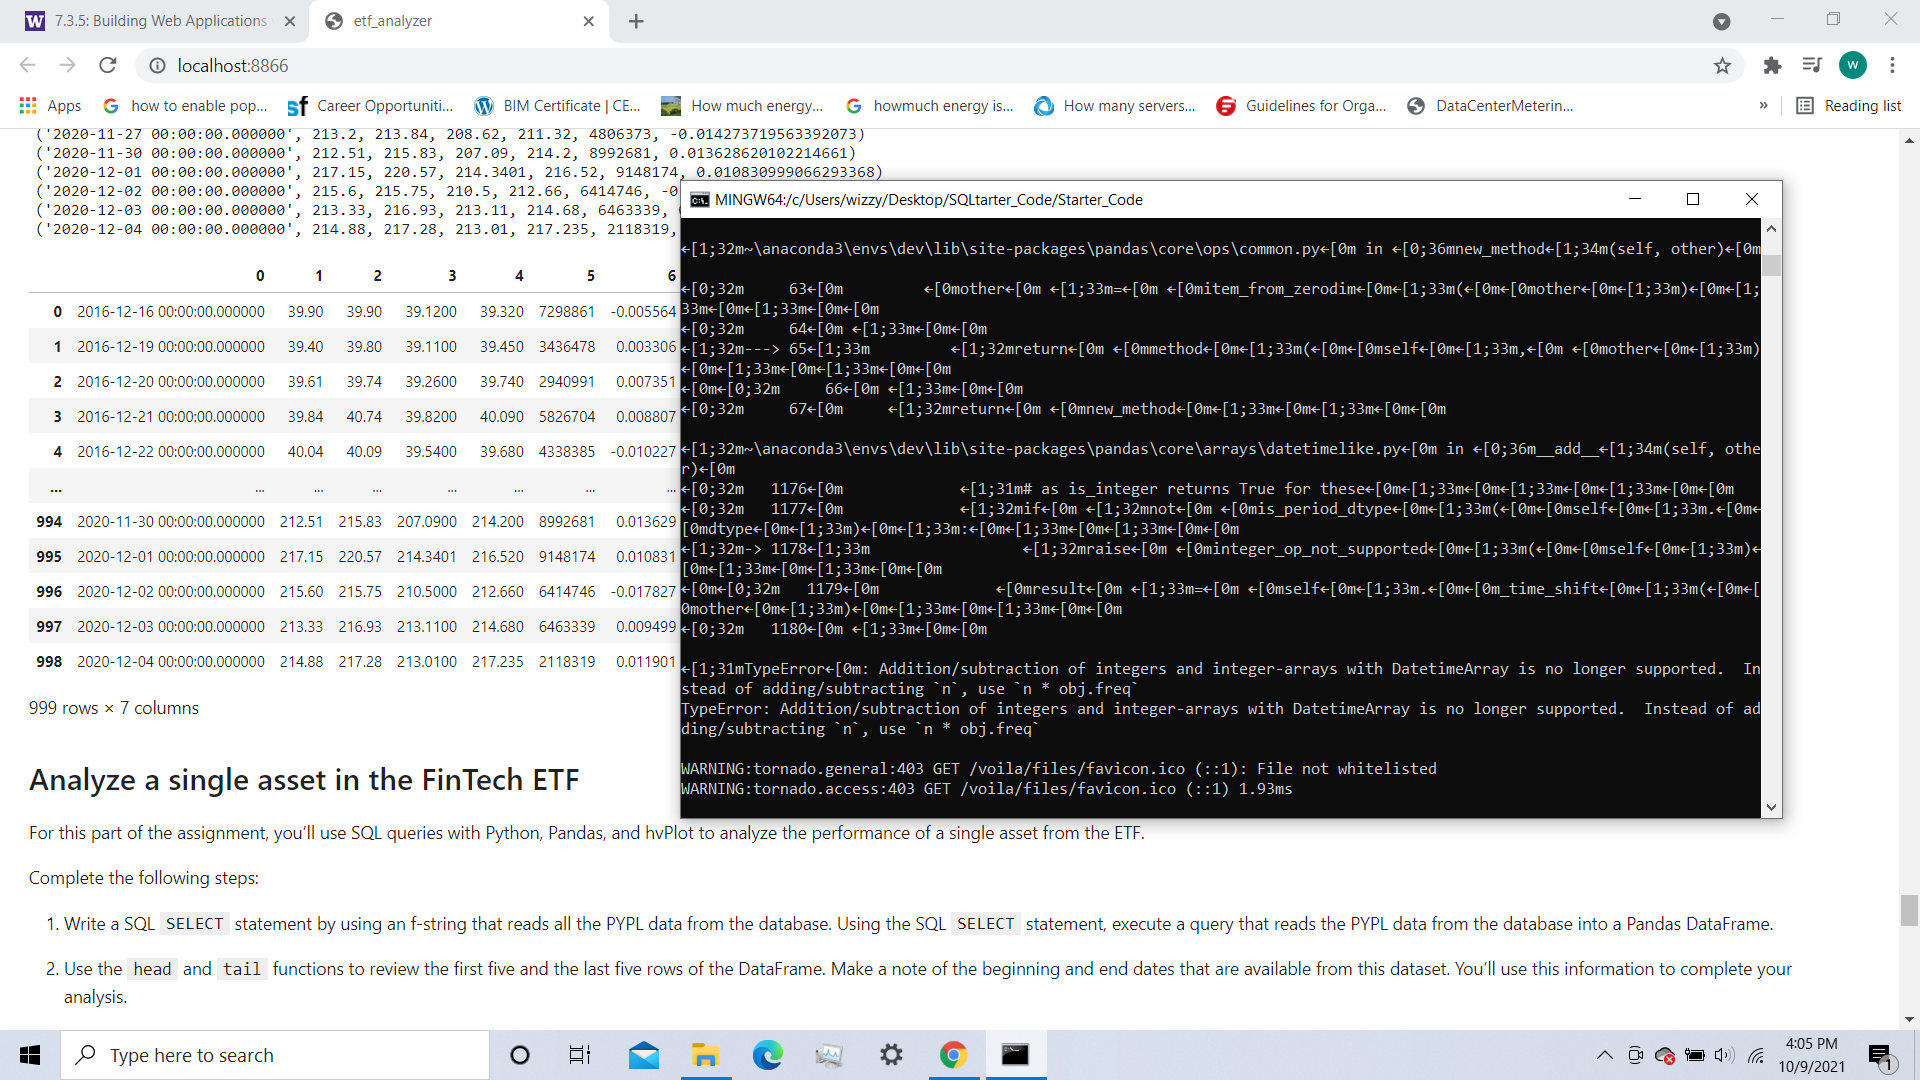 7.3.5: Building Web Applications
etf_analyzer
localhost:8866
W
Apps
how to enable pop...
Career Opportuniti...
BIM Certificate | CE...
How much energy...
howmuch energy is...
How many servers...
Guidelines for Orga...
DataCenterMeterin...
»
Reading list
('2020-11-27 00:00:00.000000', 213.2, 213.84, 208.62, 211.32, 4806373, -0.014273719563392073)
('2020-11-30 00:00:00.000000', 212.51, 215.83, 207.09, 214.2, 8992681, 0.013628620102214661)
('2020-12-01 00:00:00.000000', 217.15, 220.57, 214.3401, 216.52, 9148174, 0.010830999066293368)
('2020-12-02 00:00:00.000000', 215.6, 215.75, 210.5, 212.66, 6414746, -0
('2020-12-03 00:00:00.000000', 213.33, 216.93, 213.11, 214.68, 6463339,
('2020-12-04 00:00:00.000000', 214.88, 217.28, 213.01, 217.235, 2118319,
0 1 2 3 4 5 6
0 2016-12-16 00:00:00.000000 39.90 39.90 39.1200 39.320 7298861 -0.005564
1 2016-12-19 00:00:00.000000 39.40 39.80 39.1100 39.450 3436478 0.003306
2 2016-12-20 00:00:00.000000 39.61 39.74 39.2600 39.740 2940991 0.007351
3 2016-12-21 00:00:00.000000 39.84 40.74 39.8200 40.090 5826704 0.008807
4 2016-12-22 00:00:00.000000 40.04 40.09 39.5400 39.680 4338385 -0.010227
... ... ... ... ... ... ... ...
994 2020-11-30 00:00:00.000000 212.51 215.83 207.0900 214.200 8992681 0.013629
995 2020-12-01 00:00:00.000000 217.15 220.57 214.3401 216.520 9148174 0.010831
996 2020-12-02 00:00:00.000000 215.60 215.75 210.5000 212.660 6414746 -0.017827
997 2020-12-03 00:00:00.000000 213.33 216.93 213.1100 214.680 6463339 0.009499
998 2020-12-04 00:00:00.000000 214.88 217.28 213.0100 217.235 2118319 0.011901
999 rows × 7 columns
MINGW64:/c/Users/wizzy/Desktop/SQLtarter_Code/Starter_Code
←[1;32m~\anaconda3\envs\dev\lib\site-packages\pandas\core\ops\common.py←[0m in ←[0;36mnew_method←[1;34m(self, other)←[0m
←[0;32m     63←[0m         ←[0mother←[0m ←[1;33m=←[0m ←[0mitem_from_zerodim←[0m←[1;33m(←[0m←[0mother←[0m←[1;33m)←[0m←[1;
33m←[0m←[1;33m←[0m←[0m
←[0;32m     64←[0m ←[1;33m←[0m←[0m
←[1;32m---> 65←[1;33m         ←[1;32mreturn←[0m ←[0mmethod←[0m←[1;33m(←[0m←[0mself←[0m←[1;33m,←[0m ←[0mother←[0m←[1;33m)
←[0m←[1;33m←[0m←[1;33m←[0m←[0m
←[0m←[0;32m     66←[0m ←[1;33m←[0m←[0m
←[0;32m     67←[0m     ←[1;32mreturn←[0m ←[0mnew_method←[0m←[1;33m←[0m←[1;33m←[0m←[0m
←[1;32m~\anaconda3\envs\dev\lib\site-packages\pandas\core\arrays\datetimelike.py←[0m in ←[0;36m__add__←[1;34m(self, othe
r)←[0m
←[0;32m   1176←[0m             ←[1;31m# as is_integer returns True for these←[0m←[1;33m←[0m←[1;33m←[0m←[1;33m←[0m←[0m
←[0;32m   1177←[0m             ←[1;32mif←[0m ←[1;32mnot←[0m ←[0mis_period_dtype←[0m←[1;33m(←[0m←[0mself←[0m←[1;33m.←[0m←
[0mdtype←[0m←[1;33m)←[0m←[1;33m:←[0m←[1;33m←[0m←[1;33m←[0m←[0m
←[1;32m-> 1178←[1;33m                 ←[1;32mraise←[0m ←[0minteger_op_not_supported←[0m←[1;33m(←[0m←[0mself←[0m←[1;33m)←
[0m←[1;33m←[0m←[1;33m←[0m←[0m
←[0m←[0;32m   1179←[0m             ←[0mresult←[0m ←[1;33m=←[0m ←[0mself←[0m←[1;33m.←[0m←[0m_time_shift←[0m←[1;33m(←[0m←[
0mother←[0m←[1;33m)←[0m←[1;33m←[0m←[1;33m←[0m←[0m
←[0;32m   1180←[0m ←[1;33m←[0m←[0m
←[1;31mTypeError←[0m: Addition/subtraction of integers and integer-arrays with DatetimeArray is no longer supported.  In
stead of adding/subtracting `n`, use `n * obj.freq`
TypeError: Addition/subtraction of integers and integer-arrays with DatetimeArray is no longer supported.  Instead of ad
ding/subtracting `n`, use `n * obj.freq`
WARNING:tornado.general:403 GET /voila/files/favicon.ico (::1): File not whitelisted
WARNING:tornado.access:403 GET /voila/files/favicon.ico (::1) 1.93ms
Analyze a single asset in the FinTech ETF
For this part of the assignment, you'll use SQL queries with Python, Pandas, and hvPlot to analyze the performance of a single asset from the ETF.
Complete the following steps:
1. Write a SQL SELECT statement by using an f-string that reads all the PYPL data from the database. Using the SQL SELECT statement, execute a query that reads the PYPL data from the database into a Pandas DataFrame.
2. Use the head and tail functions to review the first five and the last five rows of the DataFrame. Make a note of the beginning and end dates that are available from this dataset. You'll use this information to complete your
analysis.
Type here to search
4:05 PM
10/9/2021
1